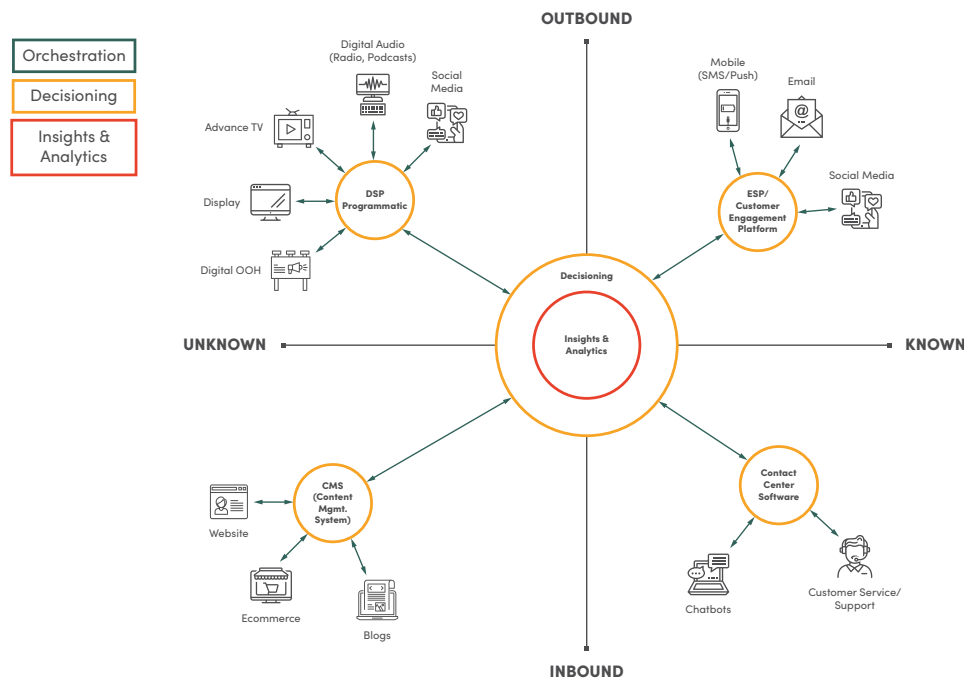 OUTBOUND
Orchestration
Decisioning
Insights &
Analytics
Digital Audio
(Radio, Podcasts)
Social
Media
Advance TV
Display
Digital OOH
DSP
Programmatic
Mobile
(SMS/Push)
Email
Social Media
ESP/
Customer
Engagement
Platform
Decisioning
Insights &
Analytics
UNKNOWN
KNOWN
CMS
(Content
Mgmt.
System)
Website
Ecommerce
Blogs
Contact
Center
Software
Chatbots
Customer Service/
Support
INBOUND